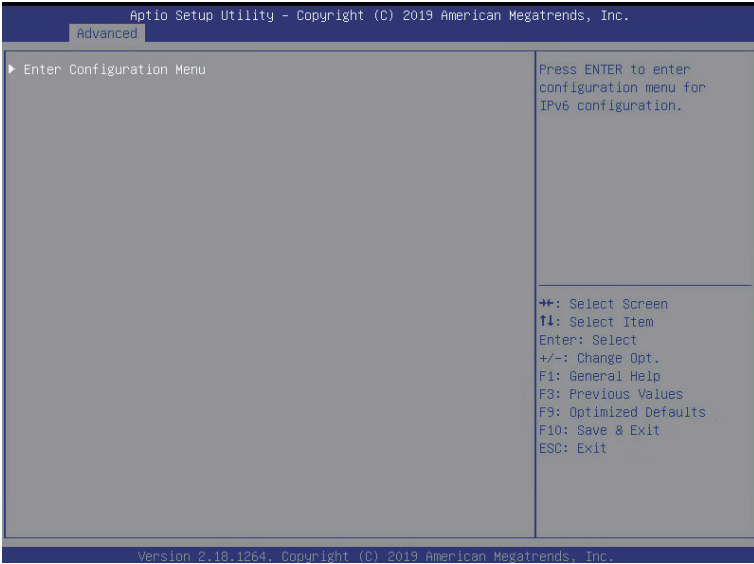 Aptio Setup Utility – Copyright (C) 2019 American Megatrends, Inc.
Advanced
▶ Enter Configuration Menu
Press ENTER to enter
configuration menu for
IPv6 configuration.
→←: Select Screen
↑↓: Select Item
Enter: Select
+/-: Change Opt.
F1: General Help
F3: Previous Values
F9: Optimized Defaults
F10: Save & Exit
ESC: Exit
Version 2.18.1264. Copyright (C) 2019 American Megatrends, Inc.